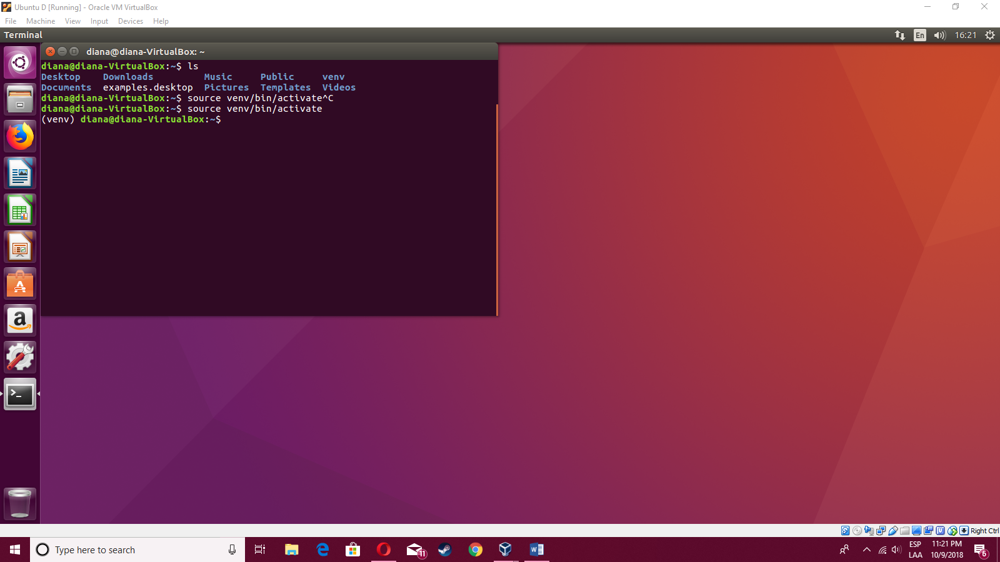 Ubuntu D [Running] - Oracle VM VirtualBox
File Machine View Input Devices Help
Terminal
En
16:21
diana@diana-VirtualBox: ~
diana@diana-VirtualBox:~$ ls
Desktop Downloads Music Public venv
Documents examples.desktop Pictures Templates Videos
diana@diana-VirtualBox:~$ source venv/bin/activate^C
diana@diana-VirtualBox:~$ source venv/bin/activate
(venv) diana@diana-VirtualBox:~$
Right Ctrl
Type here to search
11
ESP
LAA
11:21 PM
10/9/2018
6